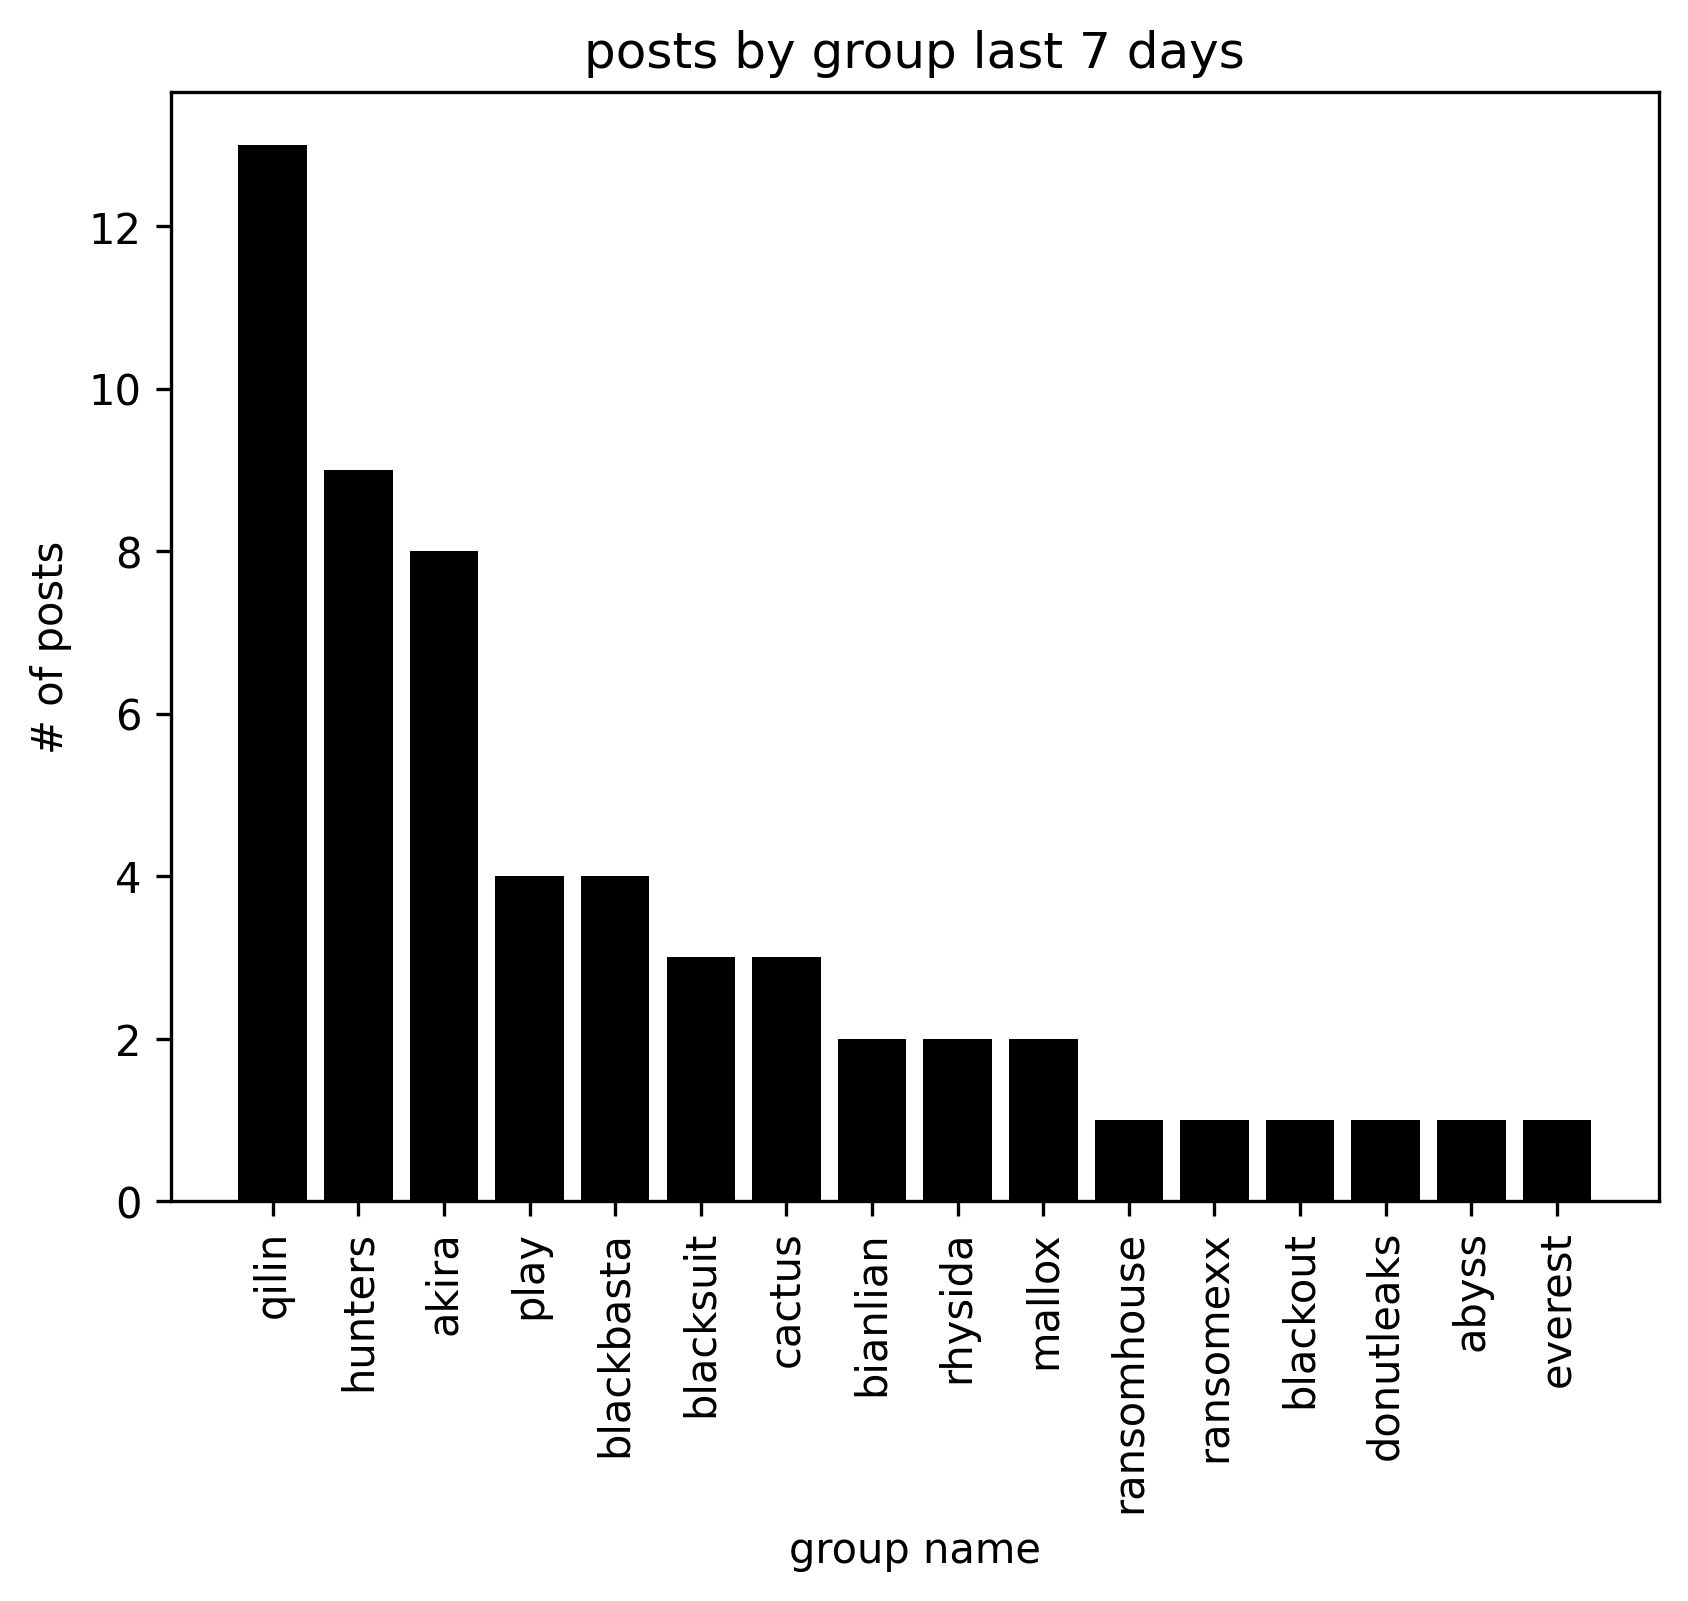 posts by group last 7 days
# of posts
12
10
8
6
4
2
0
qilin
hunters
akira
play
blackbasta
blacksuit
cactus
bianlian
rhysida
mallox
ransomhouse
ransomexx
blackout
donutleaks
abyss
everest
group name